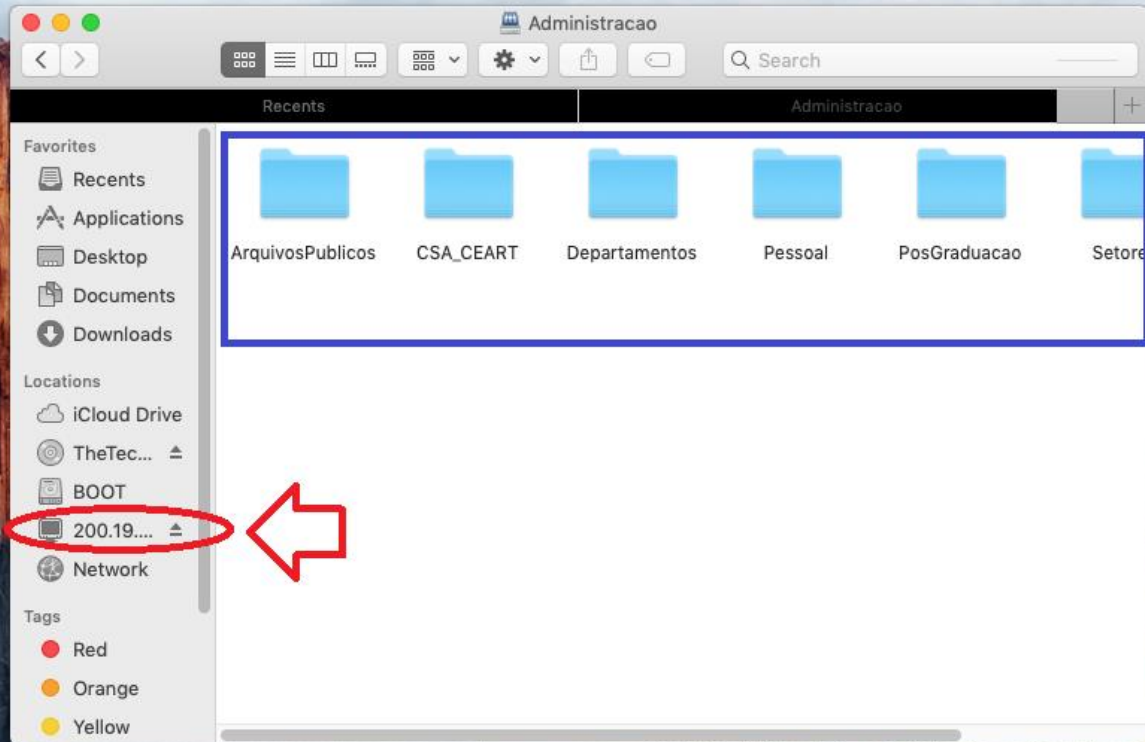 Administracao
Search
Recents Administracao
Favorites
Recents
Applications
Desktop
Documents
Downloads
Locations
iCloud Drive
TheTec...
BOOT
200.19....
Network
Tags
Red
Orange
Yellow
ArquivosPublicos CSA_CEART Departamentos Pessoal PosGraduacao Setore